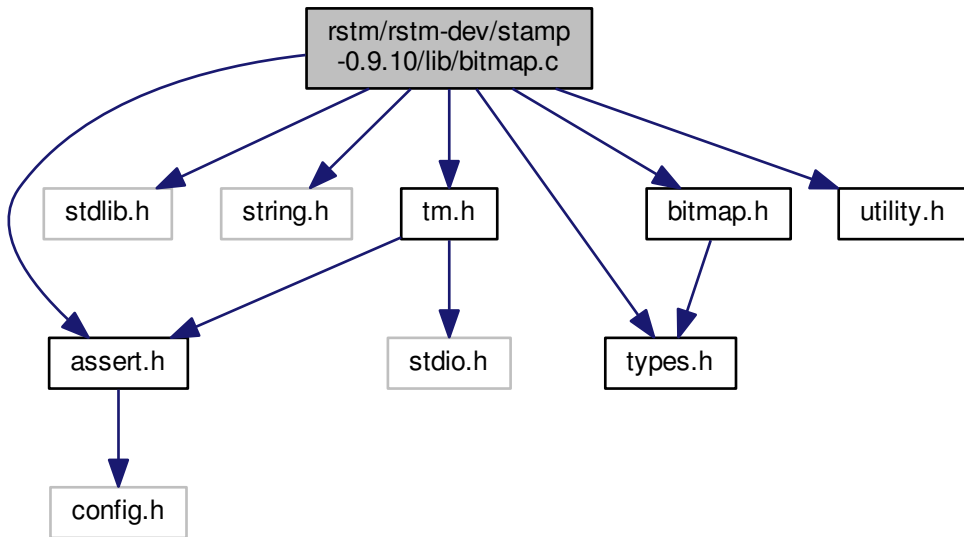 rstm/rstm-dev/stamp
-0.9.10/lib/bitmap.c
stdlib.h
string.h
tm.h
bitmap.h
utility.h
assert.h
stdio.h
types.h
config.h